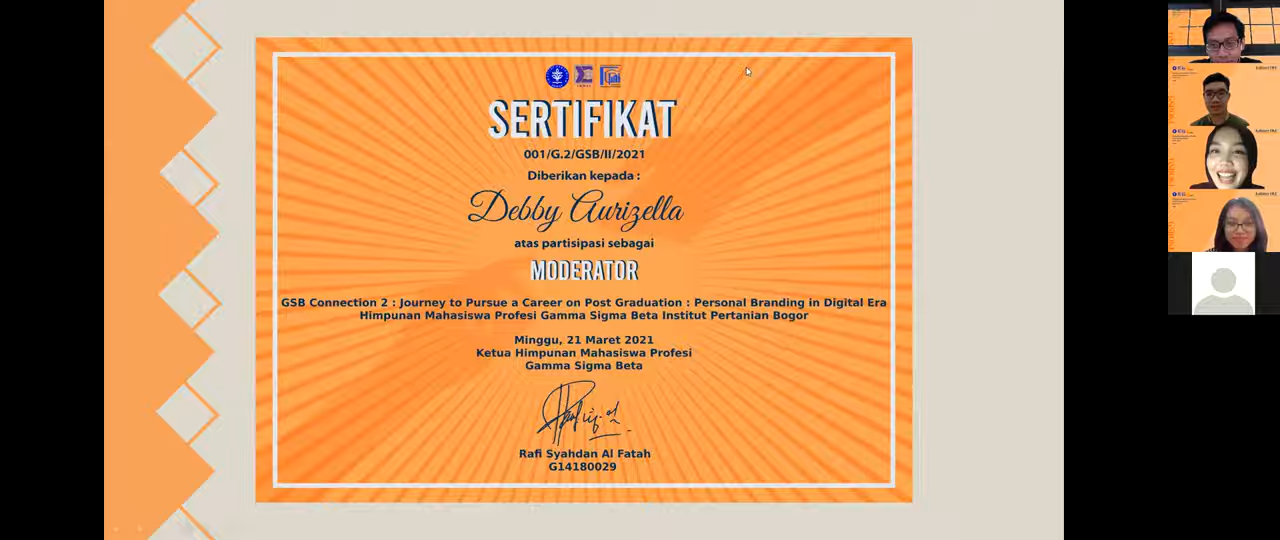 SERTIFIKAT
001/G.2/GSB/II/2021
Diberikan kepada :
Debby Aurizella
atas partisipasi sebagai
MODERATOR
GSB Connection 2 : Journey to Pursue a Career on Post Graduation : Personal Branding in Digital Era
Himpunan Mahasiswa Profesi Gamma Sigma Beta Institut Pertanian Bogor
Minggu, 21 Maret 2021
Ketua Himpunan Mahasiswa Profesi
Gamma Sigma Beta
Rafi Syahdan Al Fatah
G14180029